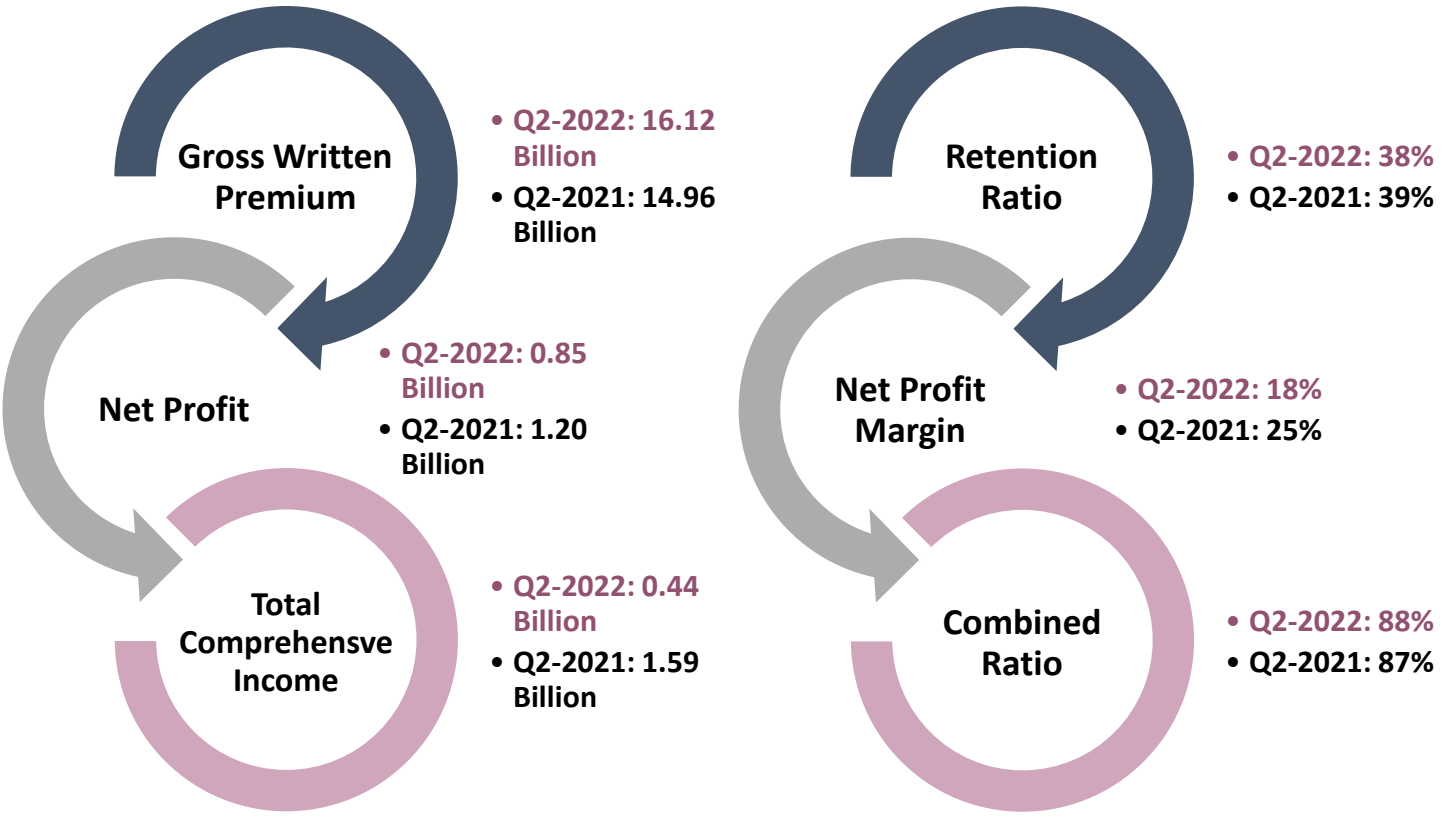 Gross Written
Premium
• Q2-2022: 16.12
Billion
• Q2-2021: 14.96
Billion
Net Profit
• Q2-2022: 0.85
Billion
• Q2-2021: 1.20
Billion
Total
Comprehensve
Income
• Q2-2022: 0.44
Billion
• Q2-2021: 1.59
Billion
Retention
Ratio
• Q2-2022: 38%
• Q2-2021: 39%
Net Profit
Margin
• Q2-2022: 18%
• Q2-2021: 25%
Combined
Ratio
• Q2-2022: 88%
• Q2-2021: 87%